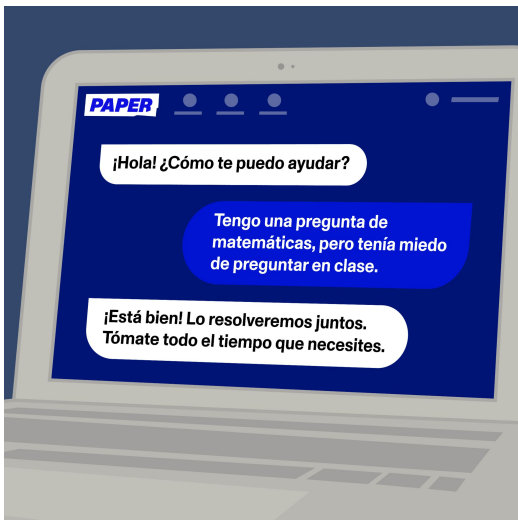 PAPER
¡Hola! ¿Cómo te puedo ayudar?
Tengo una pregunta de
matemáticas, pero tenía miedo
de preguntar en clase.
¡Está bien! Lo resolveremos juntos.
Tómate todo el tiempo que necesites.